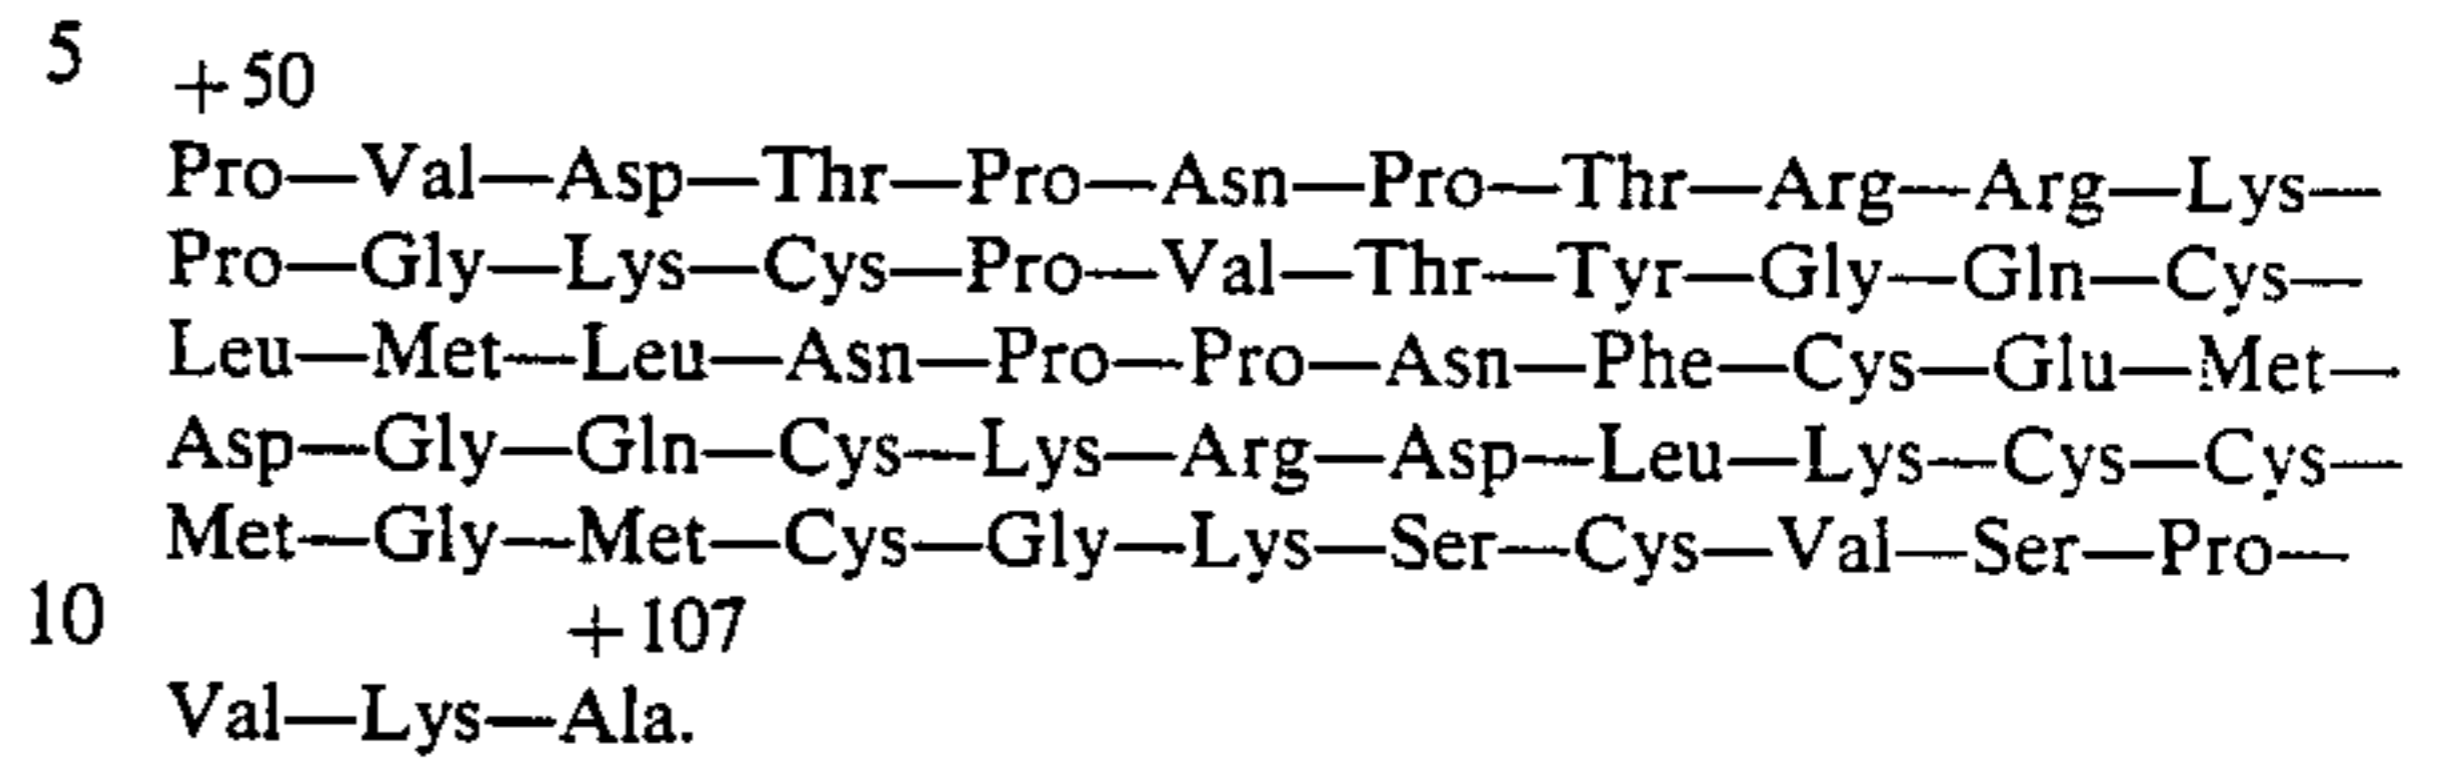 5
+50
Pro—Val—Asp—Thr—Pro—Asn—Pro—Thr—Arg—Arg—Lys—
Pro—Gly—Lys—Cys—Pro—Val—Thr—Tyr—Gly—Gln—Cys—
Leu—Met—Leu—Asn—Pro—Pro—Asn—Phe—Cys—Glu—Met—
Asp—Gly—Gln—Cys—Lys—Arg—Asp—Leu—Lys—Cys—Cys—
Met—Gly—Met—Cys—Gly—Lys—Ser—Cys—Val—Ser—Pro—
10
+107
Val—Lys—Ala.